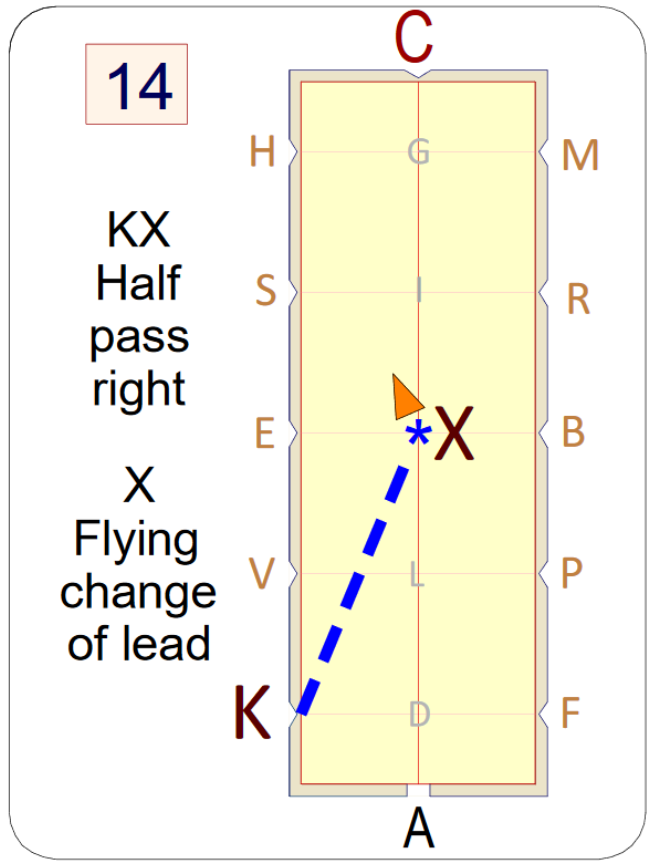 C
14
H G M
KX
Half
pass
right
S I R
E * X B
X
Flying
change
of lead
V L P
K D F
A